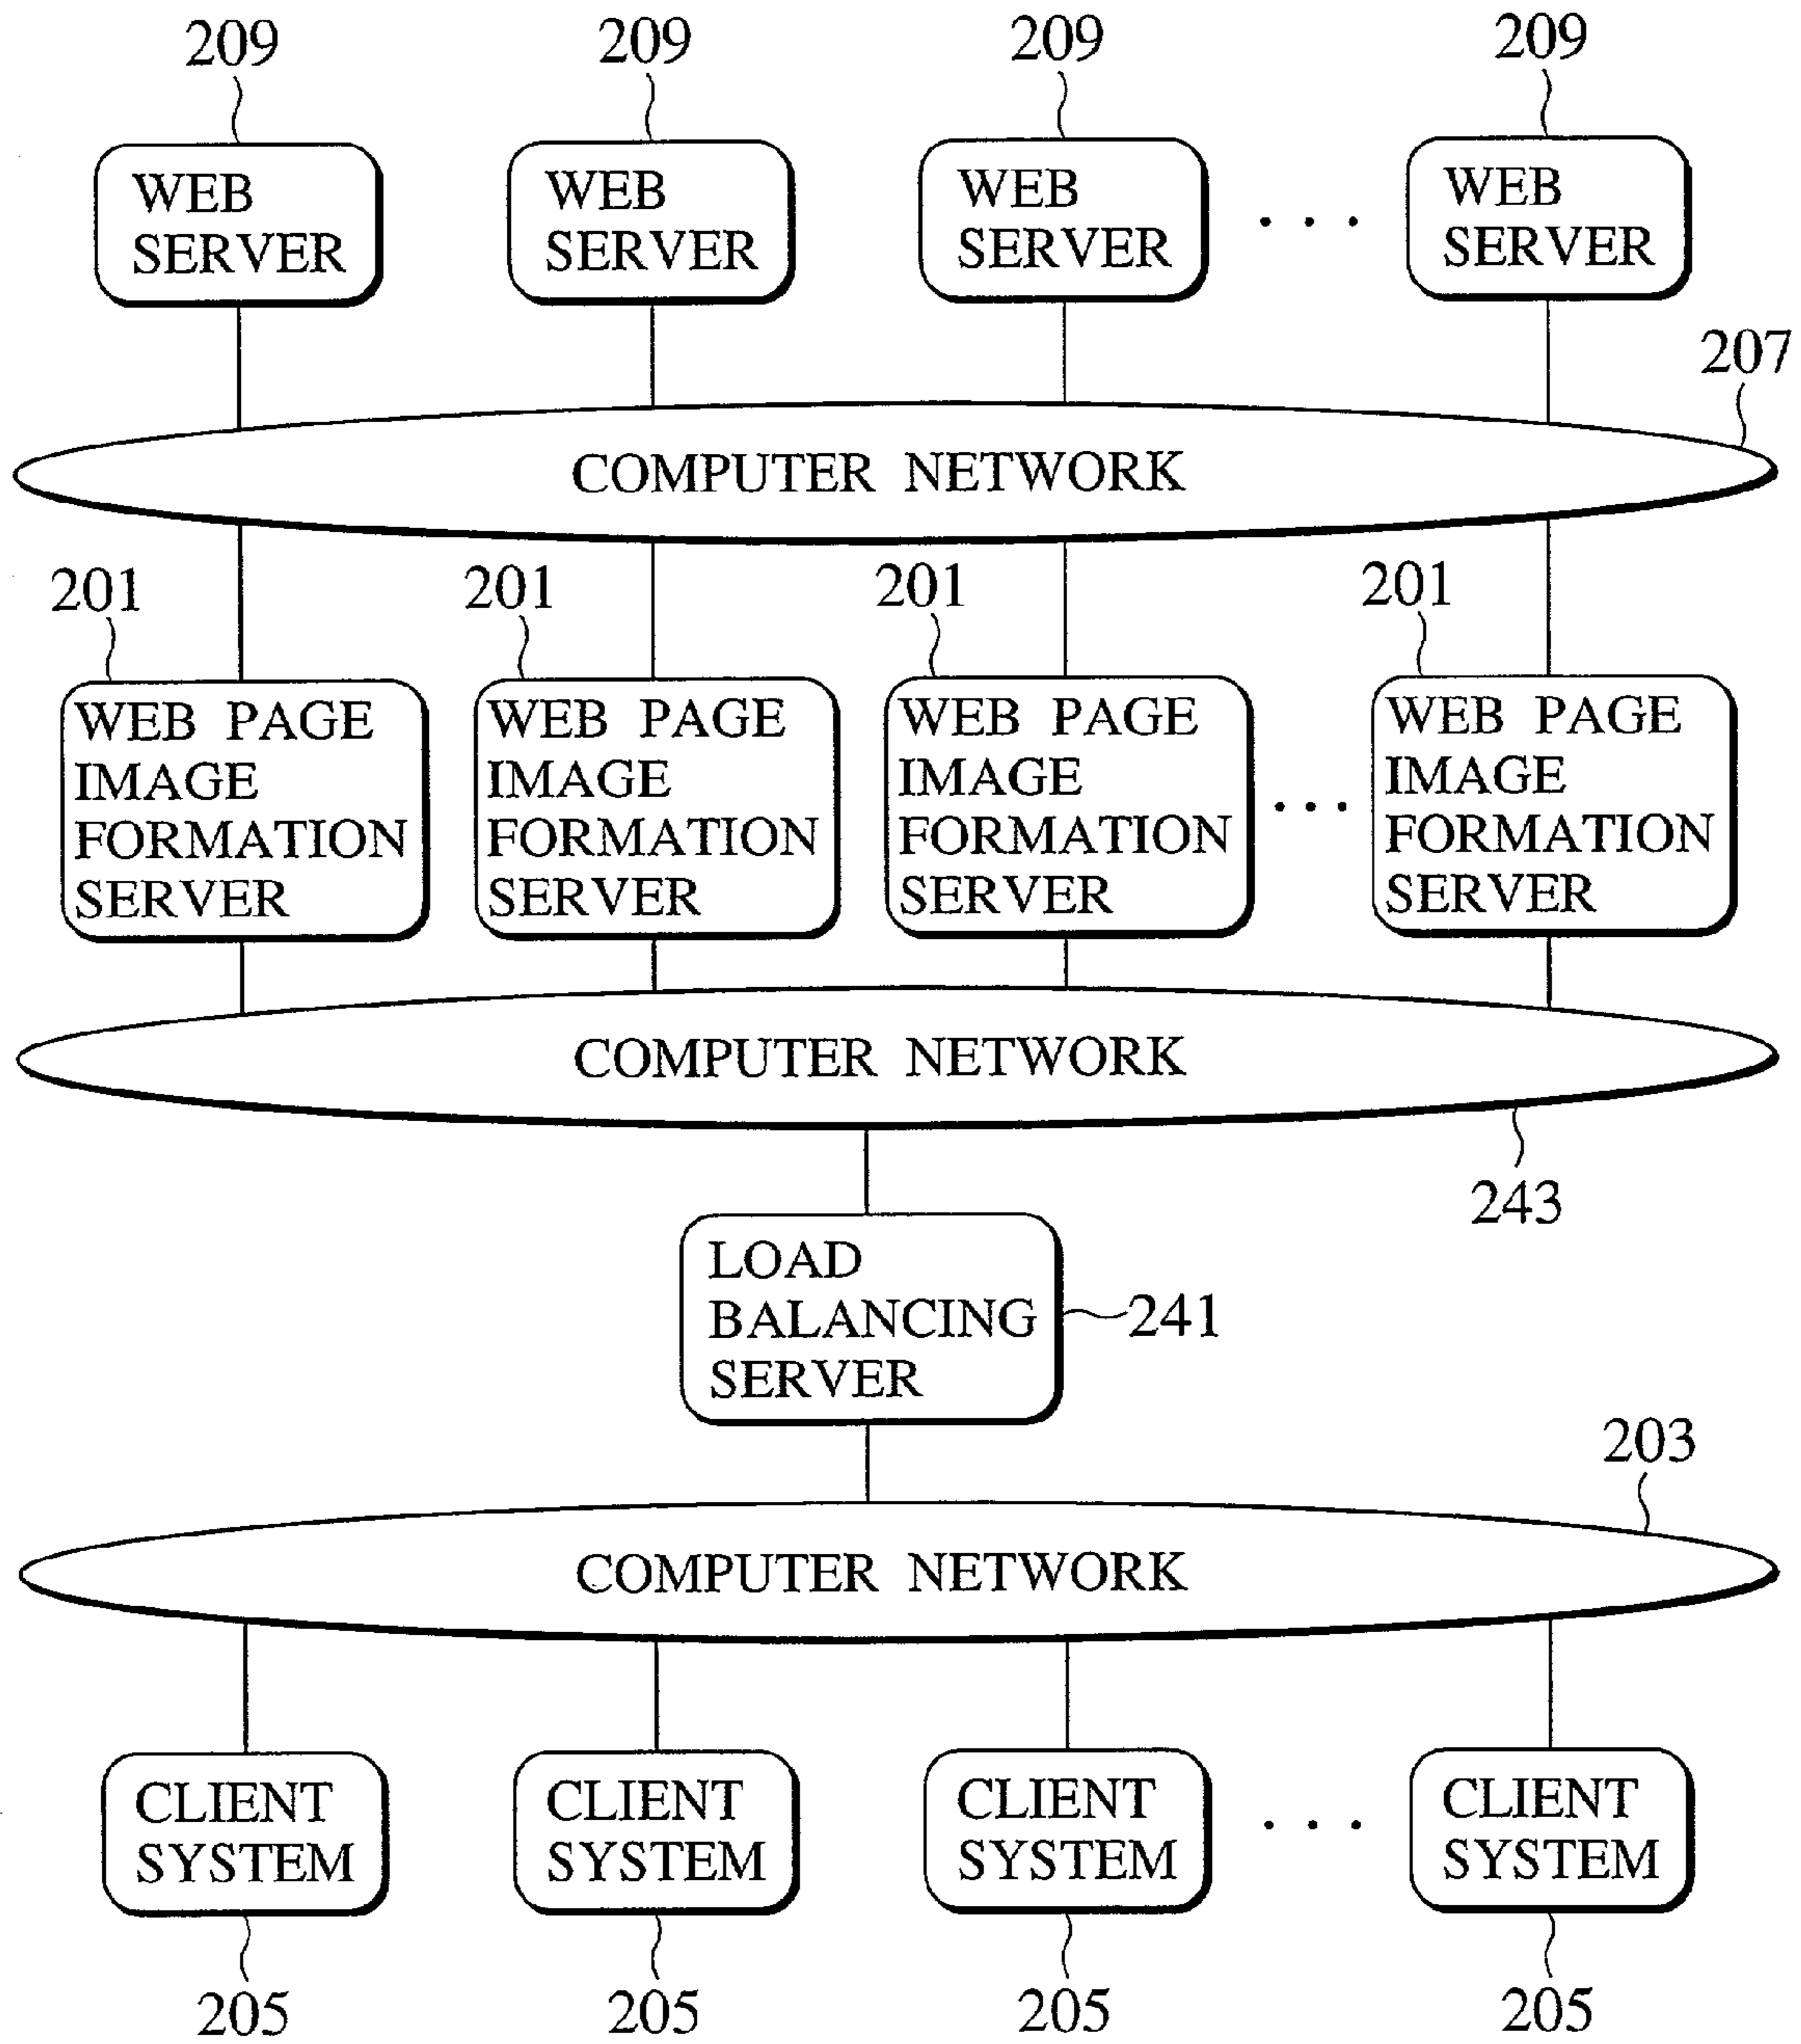 209 209 209 209
WEB SERVER
WEB SERVER
WEB SERVER
. . .
WEB SERVER
207
COMPUTER NETWORK
201 201 201 201
WEB PAGE IMAGE FORMATION SERVER
WEB PAGE IMAGE FORMATION SERVER
WEB PAGE IMAGE FORMATION SERVER
. . .
WEB PAGE IMAGE FORMATION SERVER
COMPUTER NETWORK
243
LOAD
BALANCING
SERVER
241
203
COMPUTER NETWORK
CLIENT SYSTEM
CLIENT SYSTEM
CLIENT SYSTEM
. . .
CLIENT SYSTEM
205 205 205 205